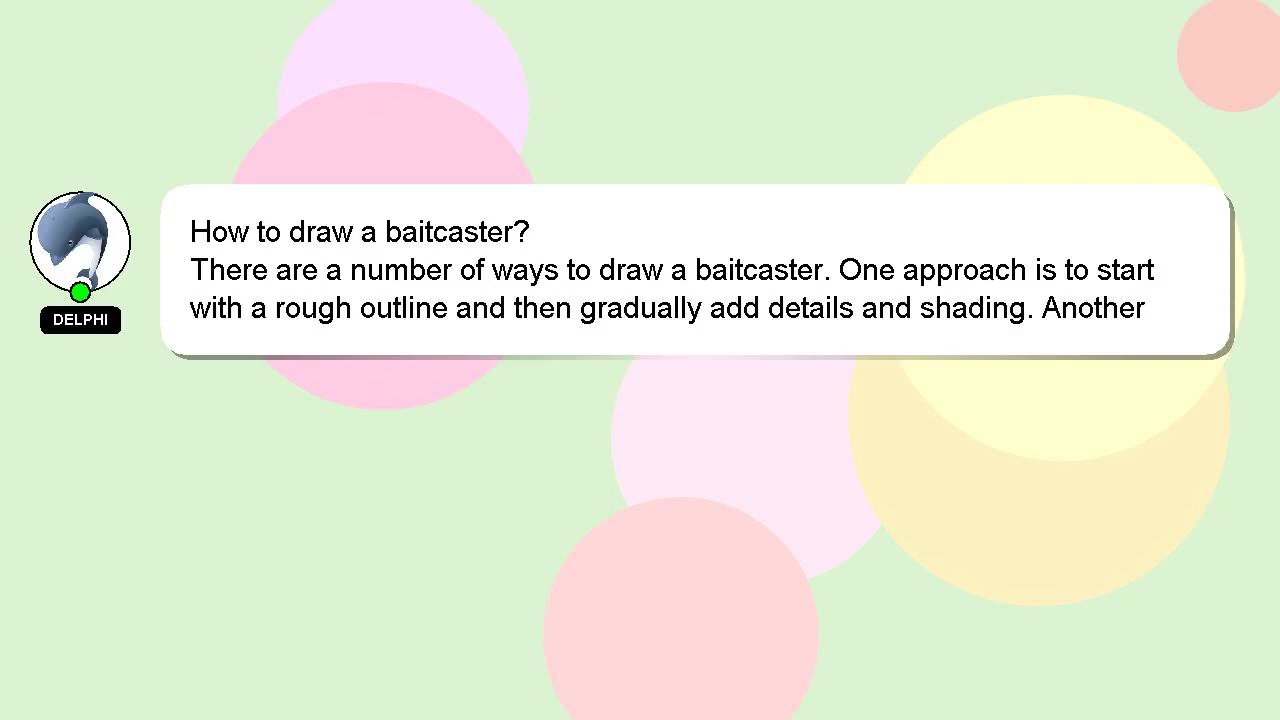 How to draw a baitcaster?
There are a number of ways to draw a baitcaster. One approach is to start
with a rough outline and then gradually add details and shading. Another
DELPHI